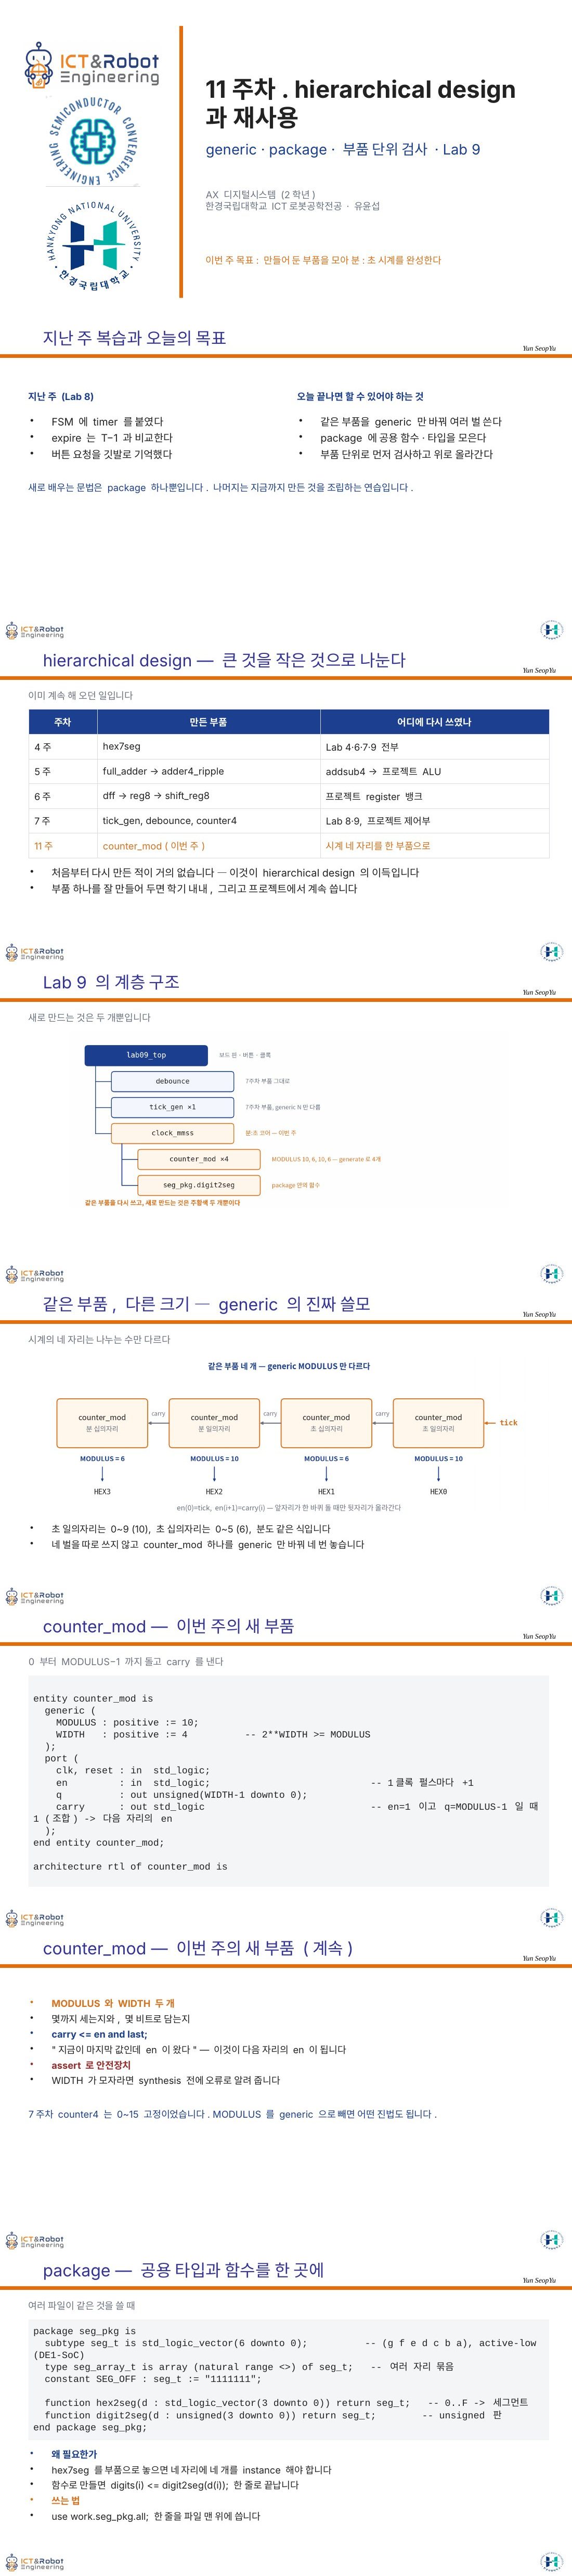 ICT&Robot
Engineering
SEMICONDUCTOR CONVERGENCE ENGINEERING
HANKYONG NATIONAL UNIVERSITY
· 한경국립대학교 ·
11 주차 . hierarchical design
과 재사용
generic · package · 부품 단위 검사 · Lab 9
AX 디지털시스템 (2 학년 )
한경국립대학교 ICT 로봇공학전공 · 유윤섭
이번 주 목표 : 만들어 둔 부품을 모아 분 : 초 시계를 완성한다
지난 주 복습과 오늘의 목표
Yun SeopYu
지난 주 (Lab 8)
• FSM 에 timer 를 붙였다
• expire 는 T−1 과 비교한다
• 버튼 요청을 깃발로 기억했다
오늘 끝나면 할 수 있어야 하는 것
• 같은 부품을 generic 만 바꿔 여러 벌 쓴다
• package 에 공용 함수 · 타입을 모은다
• 부품 단위로 먼저 검사하고 위로 올라간다
새로 배우는 문법은 package 하나뿐입니다 . 나머지는 지금까지 만든 것을 조립하는 연습입니다 .
ICT&Robot
Engineering
hierarchical design — 큰 것을 작은 것으로 나눈다
Yun SeopYu
이미 계속 해 오던 일입니다
주차 만든 부품 어디에 다시 쓰였나
4 주 hex7seg Lab 4·6·7·9 전부
5 주 full_adder → adder4_ripple addsub4 → 프로젝트 ALU
6 주 dff → reg8 → shift_reg8 프로젝트 register 뱅크
7 주 tick_gen, debounce, counter4 Lab 8·9, 프로젝트 제어부
11 주 counter_mod ( 이번 주 ) 시계 네 자리를 한 부품으로
• 처음부터 다시 만든 적이 거의 없습니다 — 이것이 hierarchical design 의 이득입니다
• 부품 하나를 잘 만들어 두면 학기 내내 , 그리고 프로젝트에서 계속 씁니다
ICT&Robot
Engineering
Lab 9 의 계층 구조
Yun SeopYu
새로 만드는 것은 두 개뿐입니다
lab09_top 보드 핀 · 버튼 · 클록
debounce 7주차 부품 그대로
tick_gen ×1 7주차 부품, generic N 만 다름
clock_mmss 분:초 코어 — 이번 주
counter_mod ×4 MODULUS 10, 6, 10, 6 — generate 로 4개
seg_pkg.digit2seg package 안의 함수
같은 부품을 다시 쓰고, 새로 만드는 것은 주황색 두 개뿐이다
ICT&Robot
Engineering
같은 부품 , 다른 크기 — generic 의 진짜 쓸모
Yun SeopYu
시계의 네 자리는 나누는 수만 다르다
같은 부품 네 개 — generic MODULUS 만 다르다
counter_mod carry counter_mod carry counter_mod carry counter_mod tick
분 십의자리 분 일의자리 초 십의자리 초 일의자리
MODULUS = 6 MODULUS = 10 MODULUS = 6 MODULUS = 10
HEX3 HEX2 HEX1 HEX0
en(0)=tick, en(i+1)=carry(i) — 앞자리가 한 바퀴 돌 때만 뒷자리가 올라간다
• 초 일의자리는 0~9 (10), 초 십의자리는 0~5 (6), 분도 같은 식입니다
• 네 벌을 따로 쓰지 않고 counter_mod 하나를 generic 만 바꿔 네 번 놓습니다
ICT&Robot
Engineering
counter_mod — 이번 주의 새 부품
Yun SeopYu
0 부터 MODULUS−1 까지 돌고 carry 를 낸다
entity counter_mod is
generic (
MODULUS : positive := 10;
WIDTH : positive := 4 -- 2**WIDTH >= MODULUS
);
port (
clk, reset : in std_logic;
en : in std_logic; -- 1클록 펄스마다 +1
q : out unsigned(WIDTH-1 downto 0);
carry : out std_logic -- en=1 이고 q=MODULUS-1 일 때
1 (조합) -> 다음 자리의 en
);
end entity counter_mod;
architecture rtl of counter_mod is
ICT&Robot
Engineering
counter_mod — 이번 주의 새 부품 ( 계속 )
Yun SeopYu
• MODULUS 와 WIDTH 두 개
• 몇까지 세는지와 , 몇 비트로 담는지
• carry <= en and last;
• " 지금이 마지막 값인데 en 이 왔다 " — 이것이 다음 자리의 en 이 됩니다
• assert 로 안전장치
• WIDTH 가 모자라면 synthesis 전에 오류로 알려 줍니다
7 주차 counter4 는 0~15 고정이었습니다 . MODULUS 를 generic 으로 빼면 어떤 진법도 됩니다 .
ICT&Robot
Engineering
package — 공용 타입과 함수를 한 곳에
Yun SeopYu
여러 파일이 같은 것을 쓸 때
package seg_pkg is
subtype seg_t is std_logic_vector(6 downto 0); -- (g f e d c b a), active-low
(DE1-SoC)
type seg_array_t is array (natural range <>) of seg_t; -- 여러 자리 묶음
constant SEG_OFF : seg_t := "1111111";
function hex2seg(d : std_logic_vector(3 downto 0)) return seg_t; -- 0..F -> 세그먼트
function digit2seg(d : unsigned(3 downto 0)) return seg_t; -- unsigned 판
end package seg_pkg;
• 왜 필요한가
• hex7seg 를 부품으로 놓으면 네 자리에 네 개를 instance 해야 합니다
• 함수로 만들면 digits(i) <= digit2seg(d(i)); 한 줄로 끝납니다
• 쓰는 법
• use work.seg_pkg.all; 한 줄을 파일 맨 위에 씁니다
ICT&Robot
Engineering